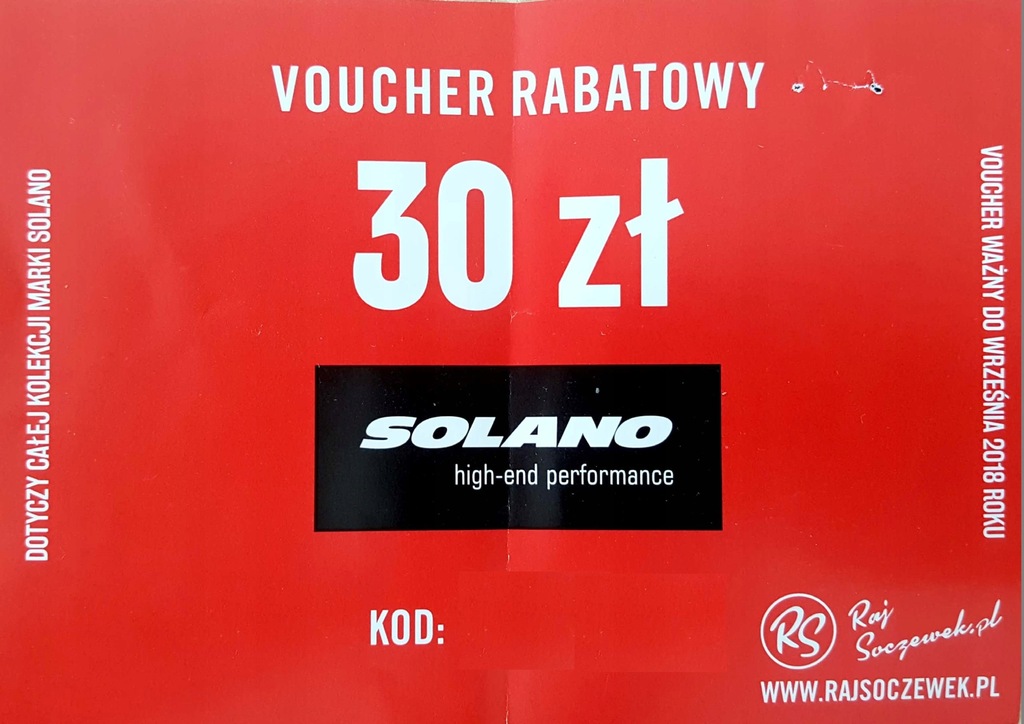 VOUCHER RABATOWY
30 zł
DOTYCZY CAŁEJ KOLEKCJI MARKI SOLANO
VOUCHER WAŻNY DO WRZEŚNIA 2018 ROKU
SOLANO
high-end performance
KOD:
RS
Raj
Soczewek.pl
WWW.RAJSOCZEWEK.PL